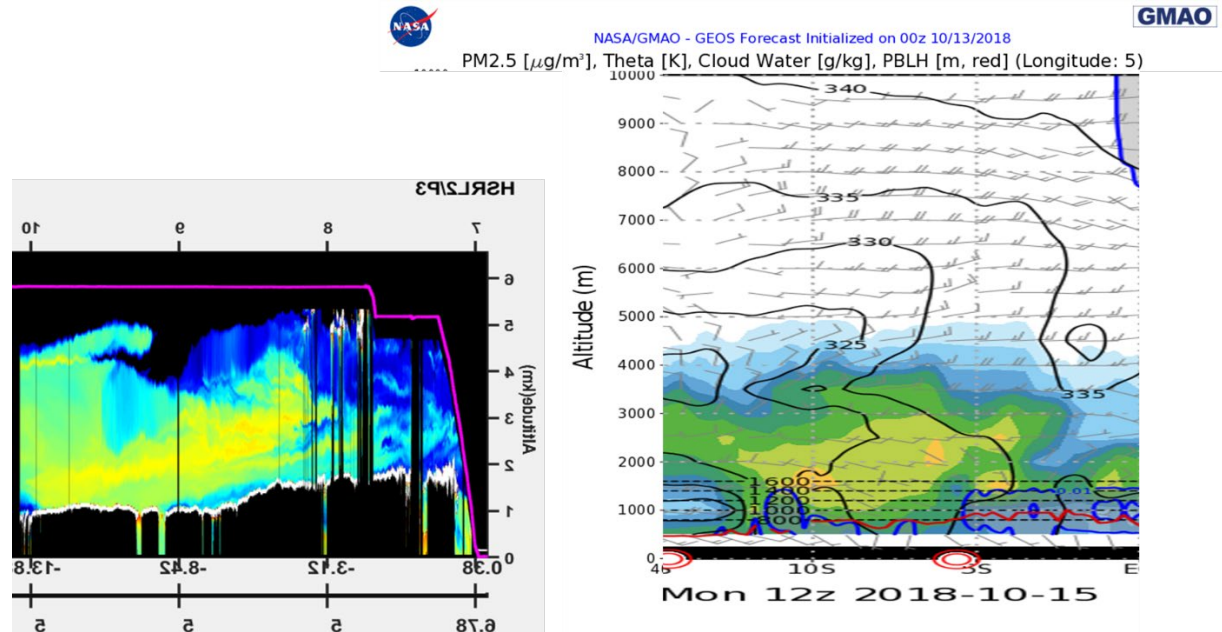 NASA
GMAO
NASA/GMAO - GEOS Forecast Initialized on 00z 10/13/2018
PM2.5 [μg/m³], Theta [K], Cloud Water [g/kg], PBLH [m, red] (Longitude: 5)
HSRL2/P3
10 9 8 7
6
5
4
3
2
1
0
Altitude(km)
-8.42 -3.12 0.38
5 5 5 6.78
10000
9000
8000
7000
6000
5000
4000
3000
2000
1000
0
Altitude (m)
340
335
330
325
335
1600
1400
1200
1000
800
0.01
10S
Mon 12z 2018-10-15